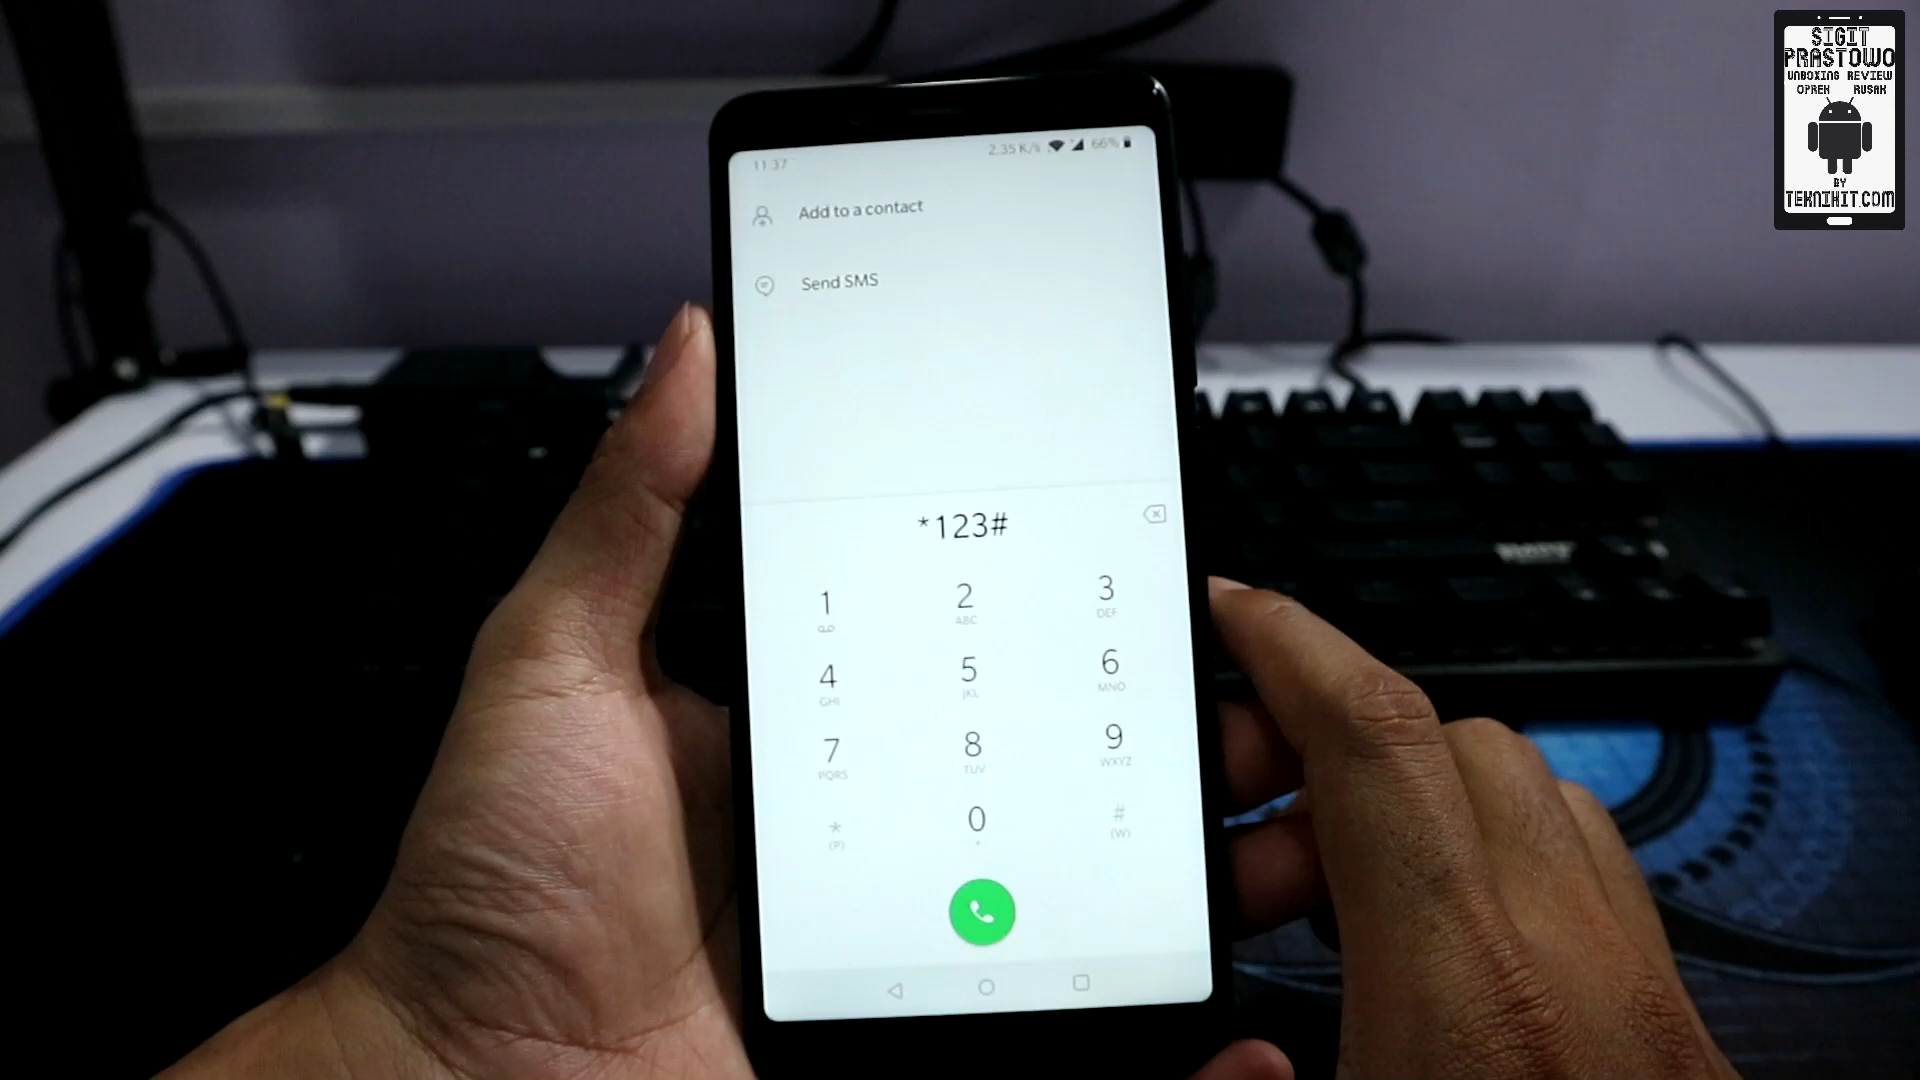 SIGIT
PRASTOWO
UNBOXING REVIEW
OPREK RUSAK
BY
TEKNIKIT.COM
11:37
2.35 K/s 66%
Add to a contact
Send SMS
*123#
1
2
ABC
3
DEF
4
GHI
5
JKL
6
MNO
7
PQRS
8
TUV
9
WXYZ
*
(P)
0
+
#
(W)